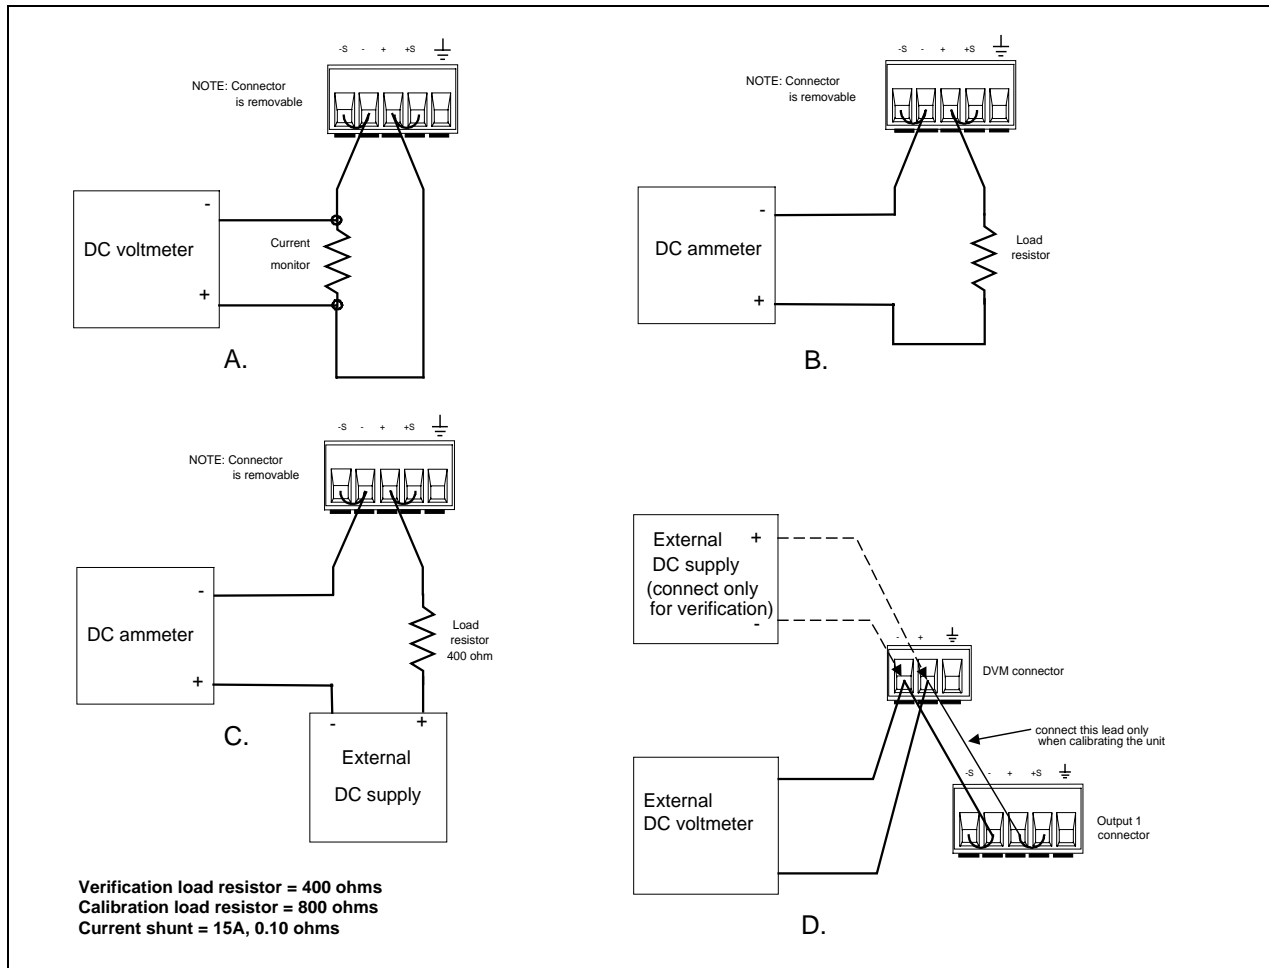 -S - + +S
NOTE: Connector
is removable
-
DC voltmeter
+
Current
monitor
A.
-S - + +S
NOTE: Connector
is removable
-
DC ammeter
+
Load
resistor
B.
-S - + +S
NOTE: Connector
is removable
-
DC ammeter
+
Load
resistor
400 ohm
- +
External
DC supply
C.
External +
DC supply
(connect only
for verification)
-
- +
DVM connector
connect this lead only
when calibrating the unit
-S - + +S
Output 1
connector
External
DC voltmeter
D.
Verification load resistor = 400 ohms
Calibration load resistor = 800 ohms
Current shunt = 15A, 0.10 ohms